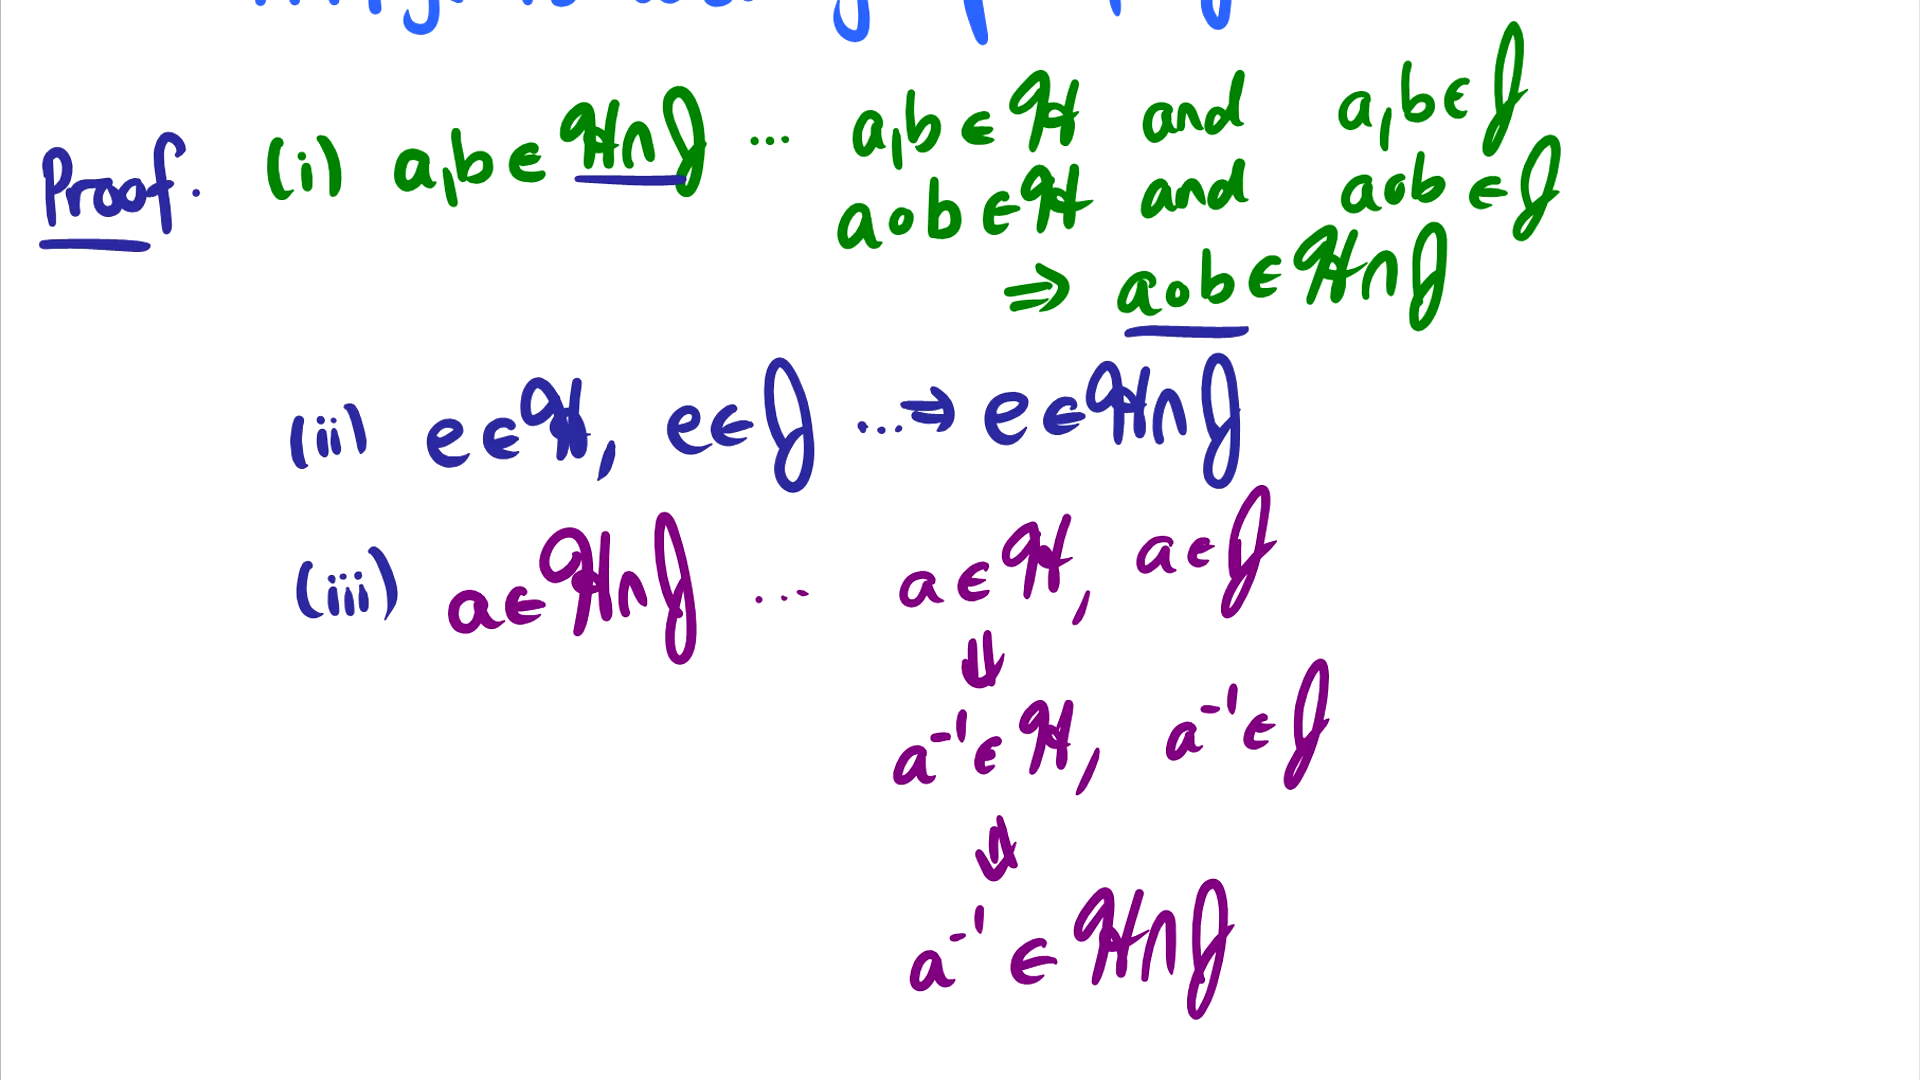 Proof. (i) a,b ∈ H∩J ... a,b ∈ H and a,b ∈ J
a∘b ∈ H and a∘b ∈ J
⇒ a∘b ∈ H∩J
(ii) e ∈ H, e ∈ J ...⇒ e ∈ H∩J
(iii) a ∈ H∩J ... a ∈ H, a ∈ J
⇓
a⁻¹ ∈ H, a⁻¹ ∈ J
⇓
a⁻¹ ∈ H∩J